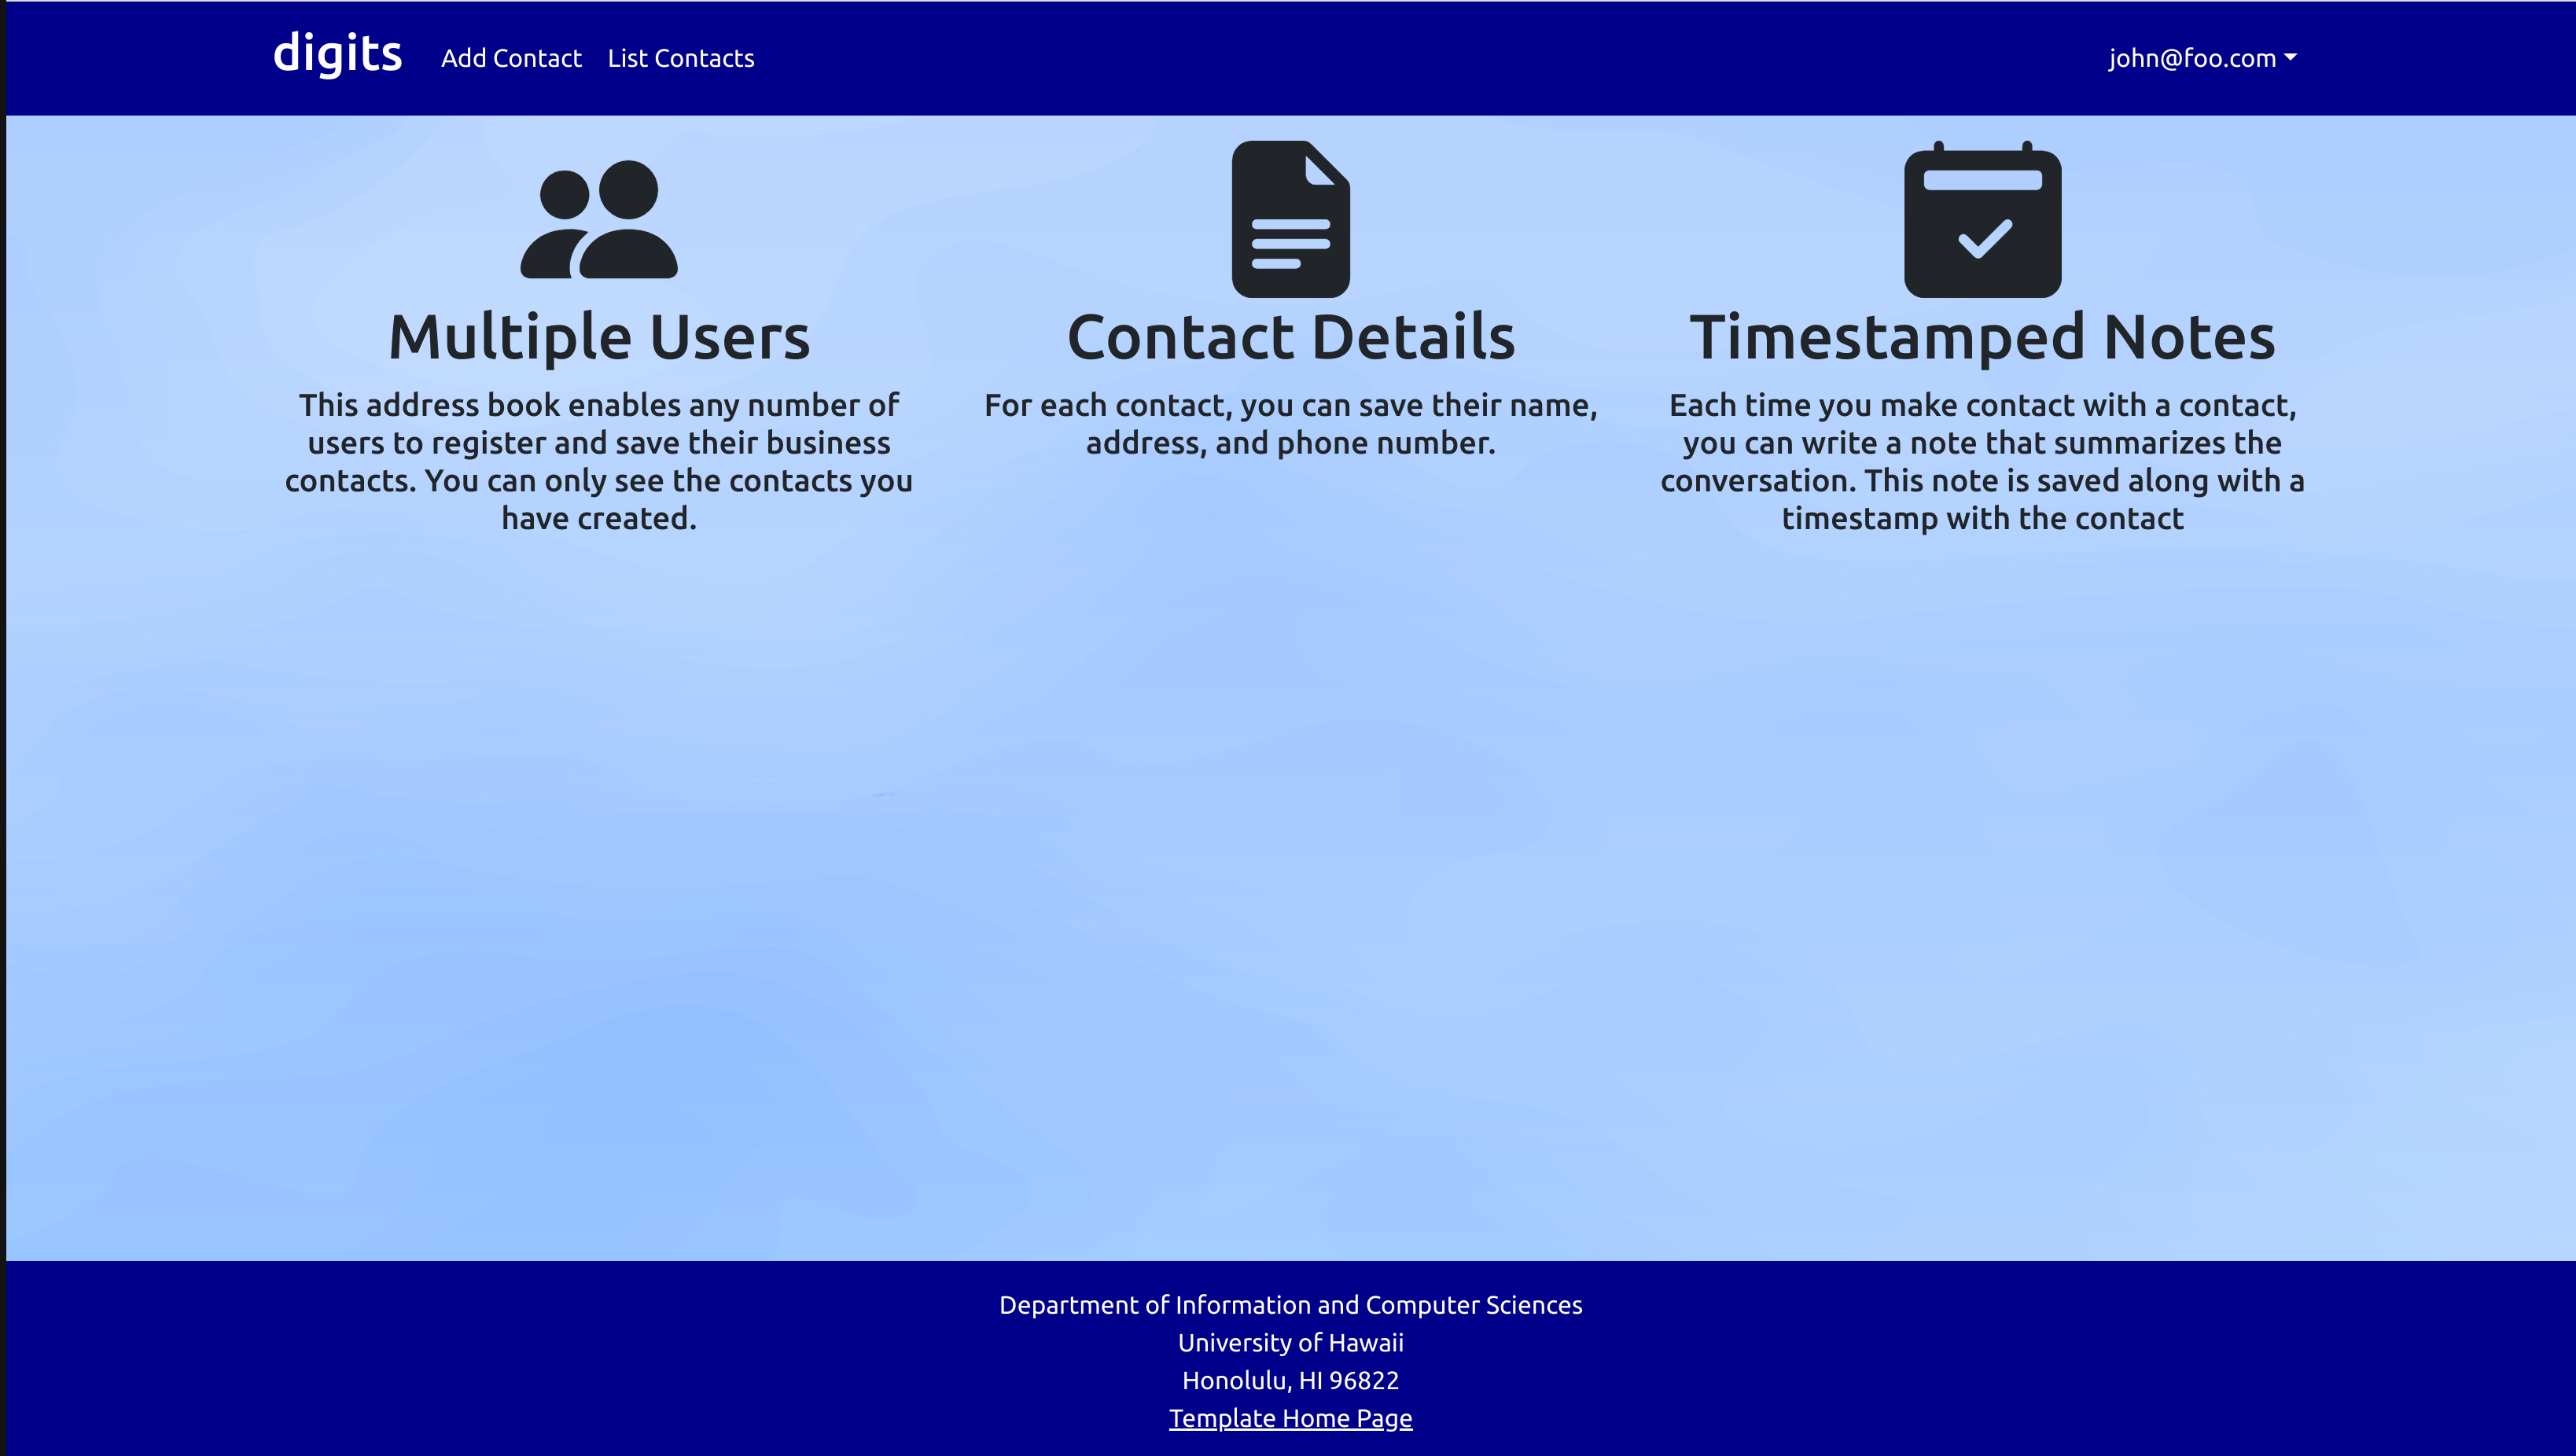 digits
Add Contact
List Contacts
john@foo.com
Multiple Users
This address book enables any number of
users to register and save their business
contacts. You can only see the contacts you
have created.
Contact Details
For each contact, you can save their name,
address, and phone number.
Timestamped Notes
Each time you make contact with a contact,
you can write a note that summarizes the
conversation. This note is saved along with a
timestamp with the contact
Department of Information and Computer Sciences
University of Hawaii
Honolulu, HI 96822
Template Home Page